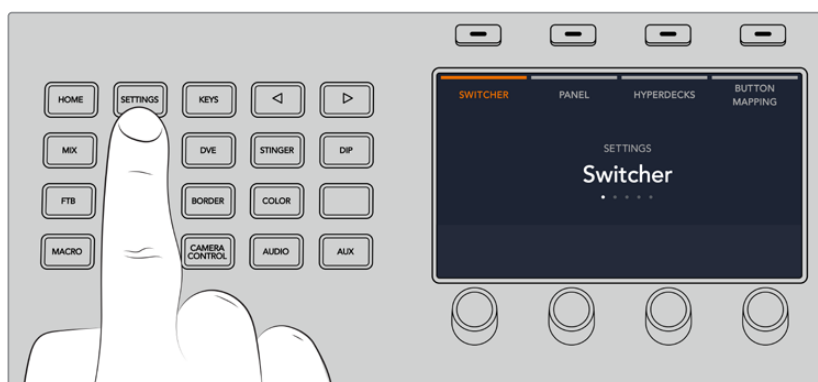 HOME
SETTINGS
KEYS
MIX
DVE
STINGER
DIP
FTB
BORDER
COLOR
MACRO
CAMERA
CONTROL
AUDIO
AUX
SWITCHER
PANEL
HYPERDECKS
BUTTON
MAPPING
SETTINGS
Switcher